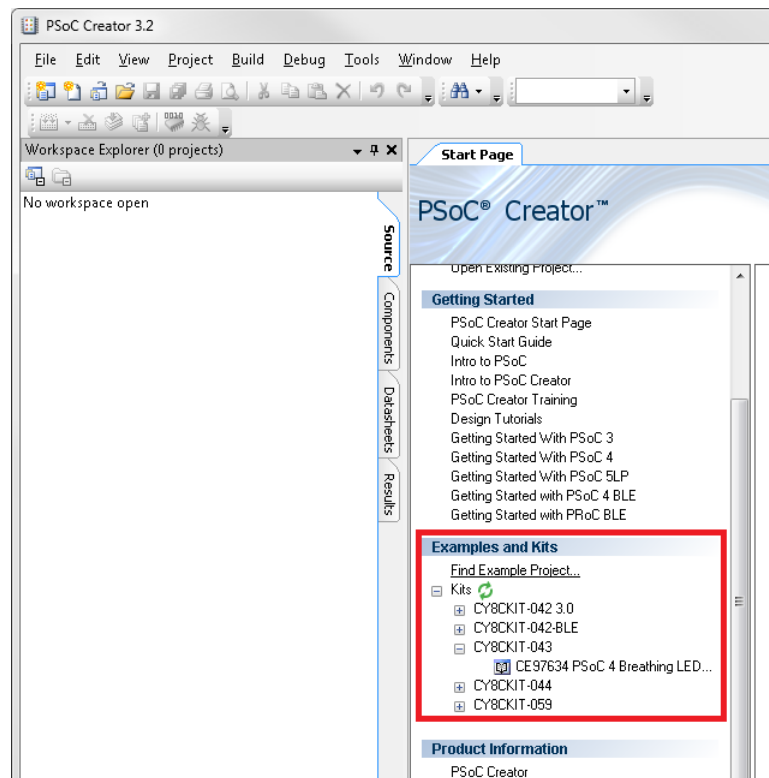 PSoC Creator 3.2
File Edit View Project Build Debug Tools Window Help
Workspace Explorer (0 projects)
No workspace open
Source
Components
Datasheets
Results
Start Page
PSoC® Creator™
Open Existing Project...
Getting Started
PSoC Creator Start Page
Quick Start Guide
Intro to PSoC
Intro to PSoC Creator
PSoC Creator Training
Design Tutorials
Getting Started With PSoC 3
Getting Started With PSoC 4
Getting Started With PSoC 5LP
Getting Started with PSoC 4 BLE
Getting Started with PRoC BLE
Examples and Kits
Find Example Project...
Kits
CY8CKIT-042 3.0
CY8CKIT-042-BLE
CY8CKIT-043
CE97634 PSoC 4 Breathing LED...
CY8CKIT-044
CY8CKIT-059
Product Information
PSoC Creator